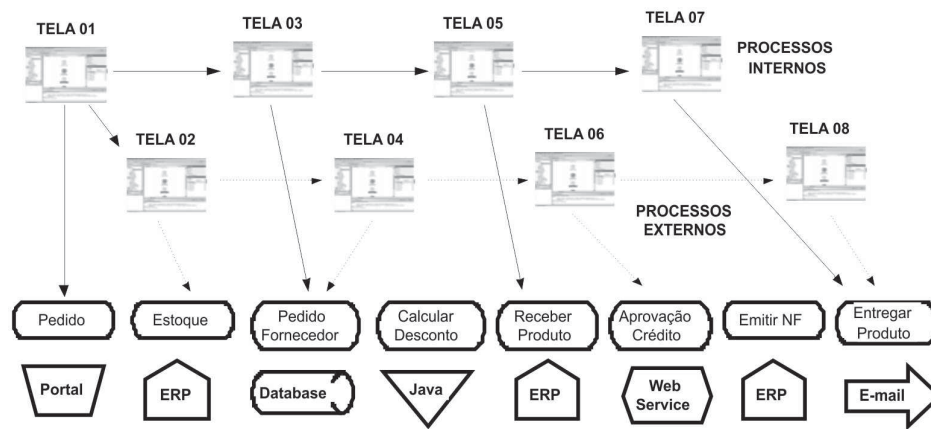 TELA 01
TELA 03
TELA 05
TELA 07
PROCESSOS
INTERNOS
TELA 02
TELA 04
TELA 06
TELA 08
PROCESSOS
EXTERNOS
Pedido
Estoque
Pedido
Fornecedor
Calcular
Desconto
Receber
Produto
Aprovação
Crédito
Emitir NF
Entregar
Produto
Portal
ERP
Database
Java
ERP
Web
Service
ERP
E-mail